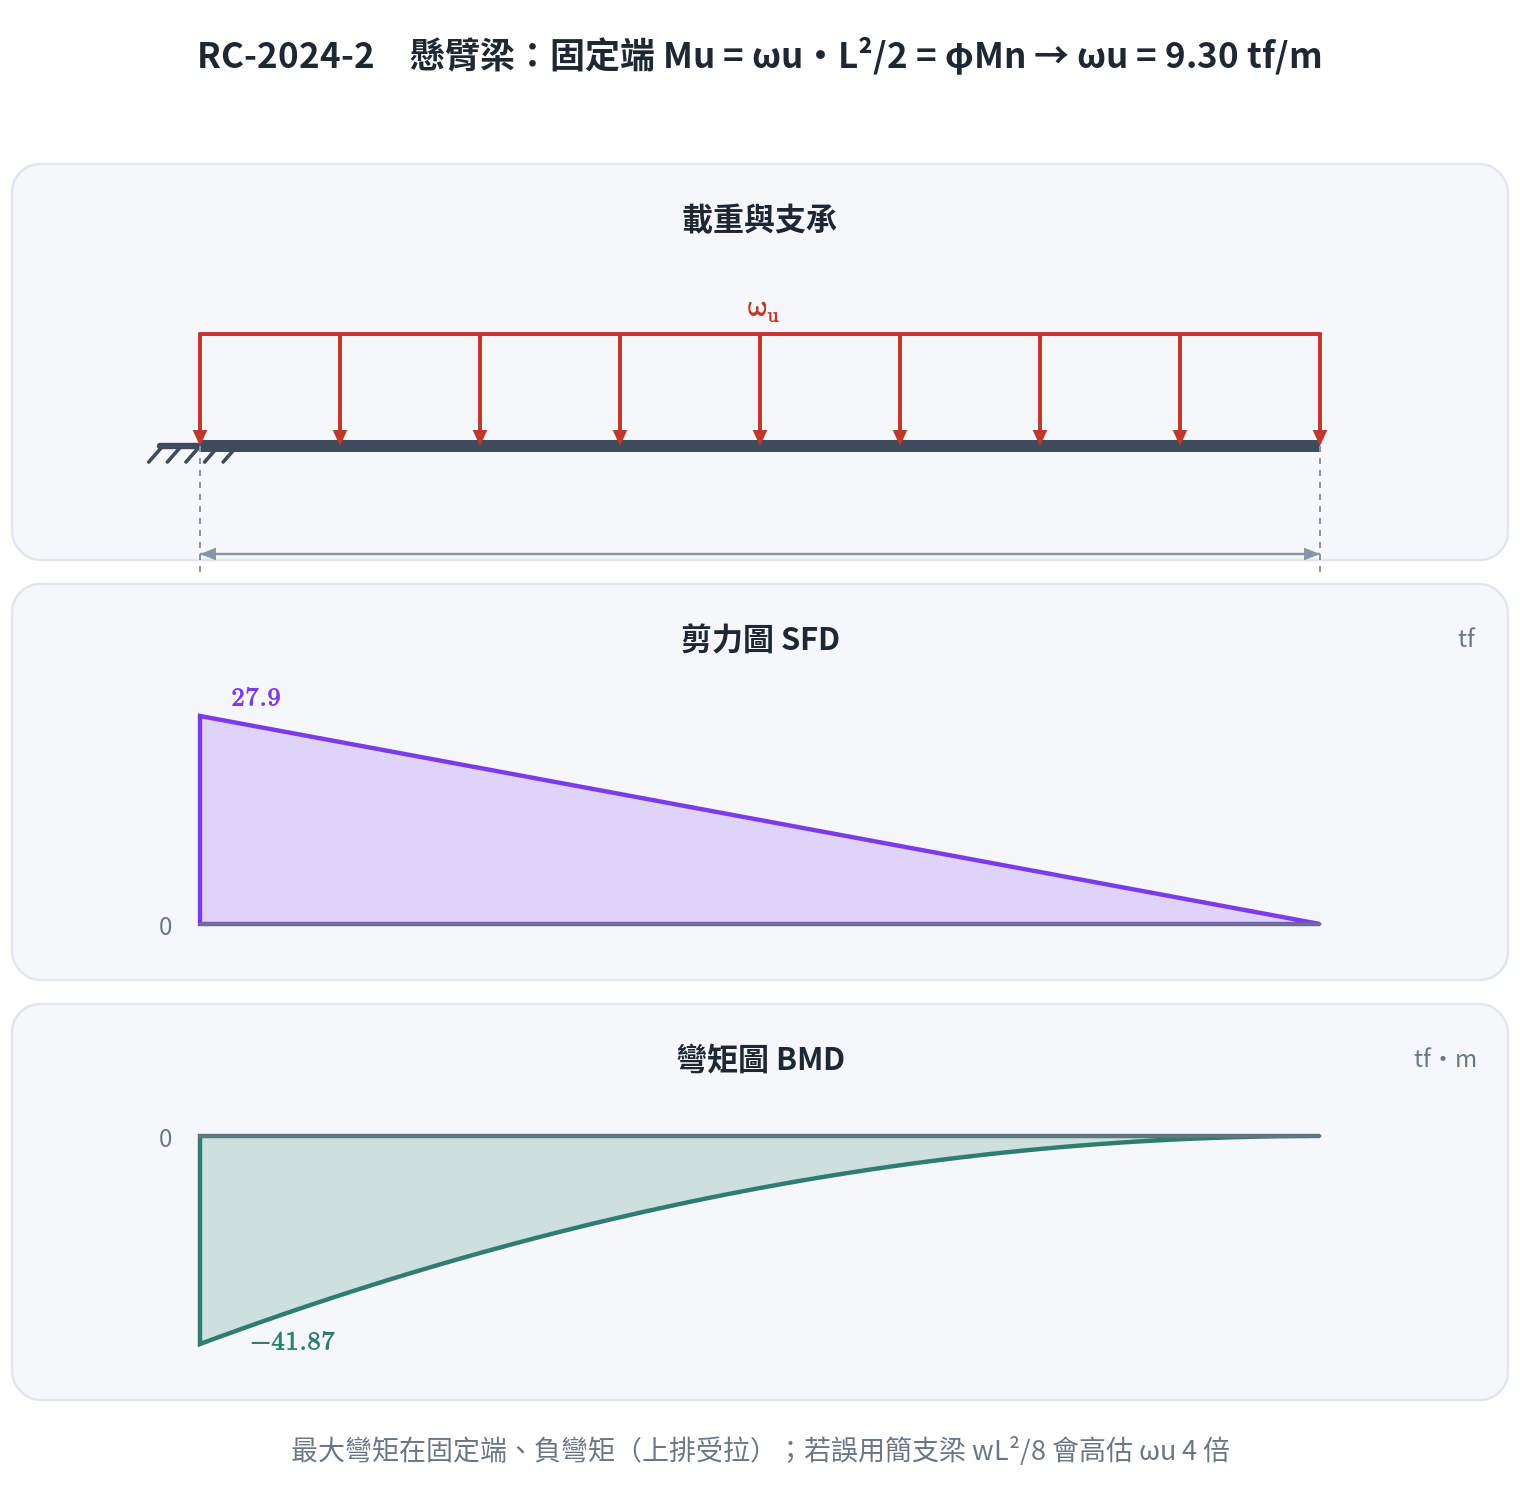 RC-2024-2　懸臂梁：固定端 Mu = ωu·L²/2 = ϕMn → ωu = 9.30 tf/m
載重與支承
ωu
剪力圖 SFD
tf
27.9
0
彎矩圖 BMD
tf·m
0
−41.87
最大彎矩在固定端、負彎矩（上排受拉）；若誤用簡支梁 wL²/8 會高估 ωu 4 倍